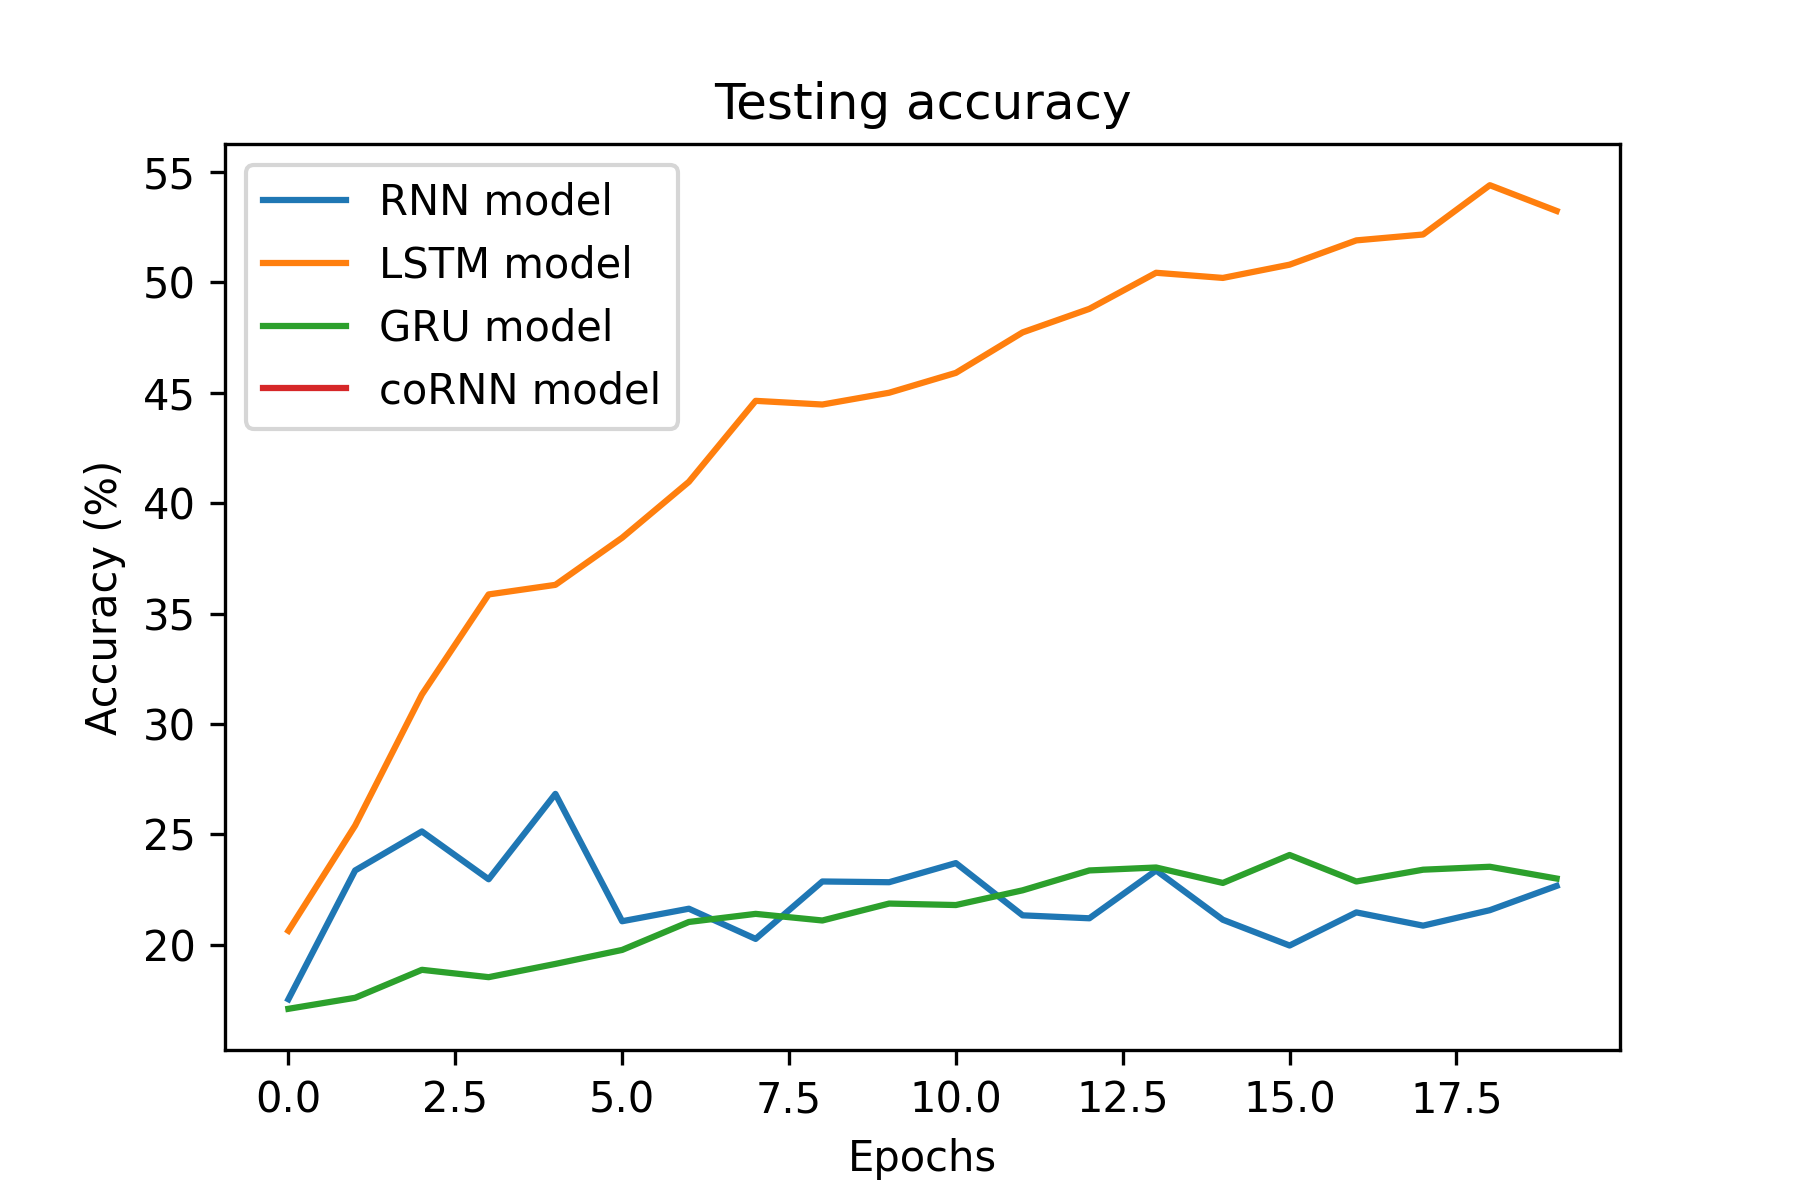 Testing accuracy
55
50
45
40
35
30
25
20
Accuracy (%)
RNN model
LSTM model
GRU model
coRNN model
0.0 2.5 5.0 7.5 10.0 12.5 15.0 17.5
Epochs